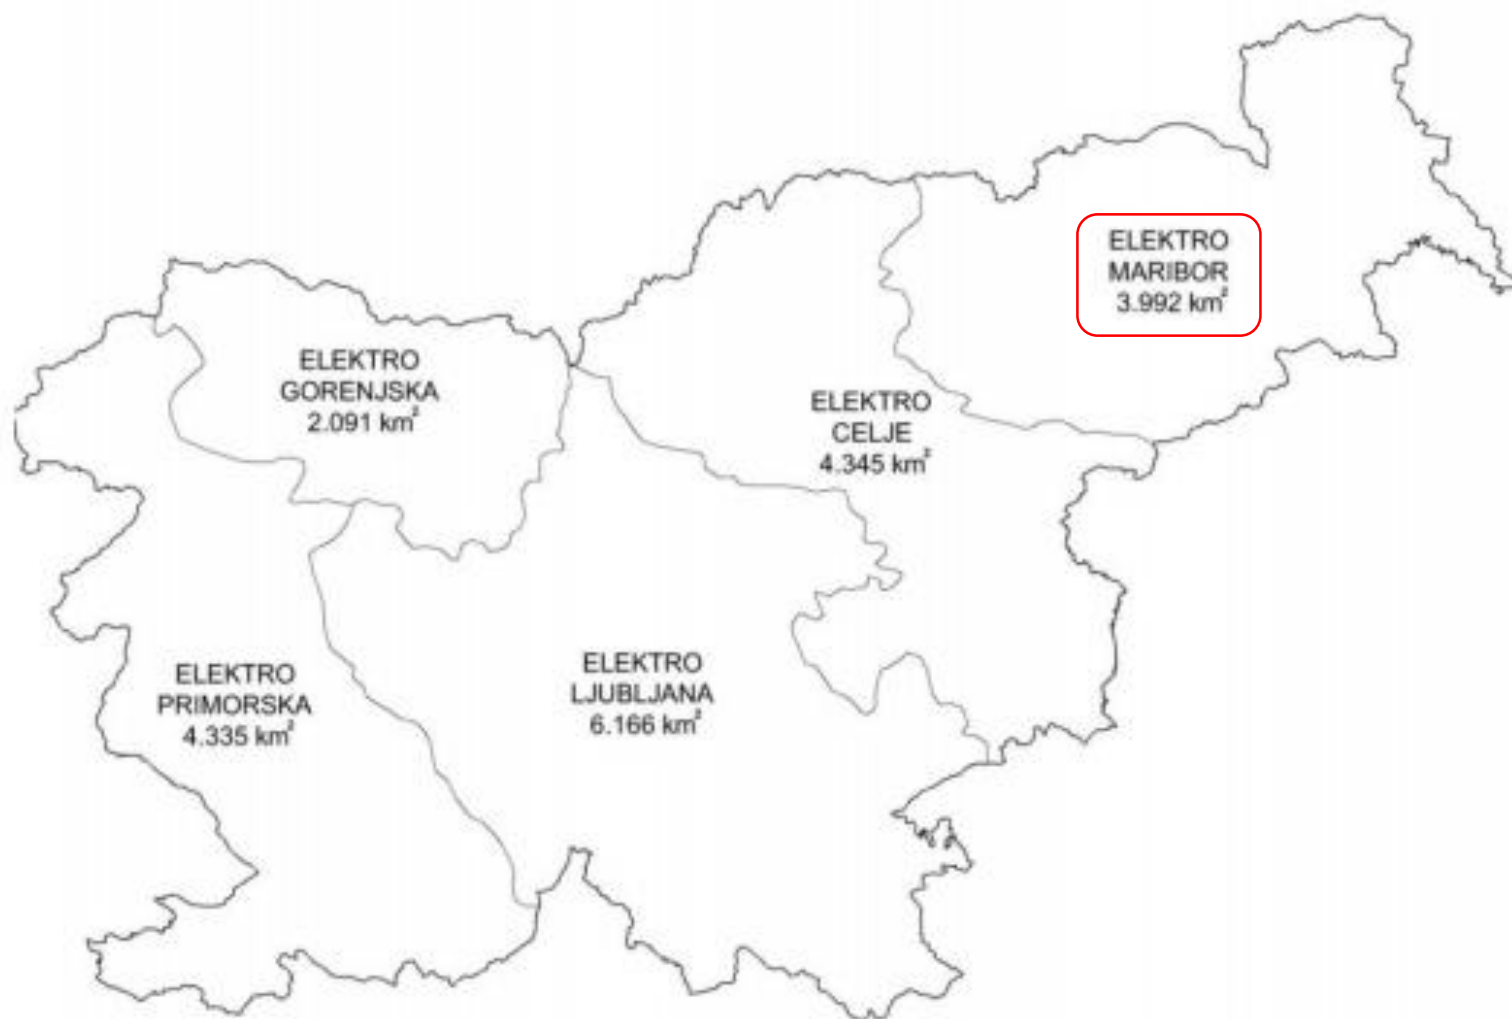 ELEKTRO
MARIBOR
3.992 km²
ELEKTRO
GORENJSKA
2.091 km²
ELEKTRO
CELJE
4.345 km²
ELEKTRO
PRIMORSKA
4.335 km²
ELEKTRO
LJUBLJANA
6.166 km²